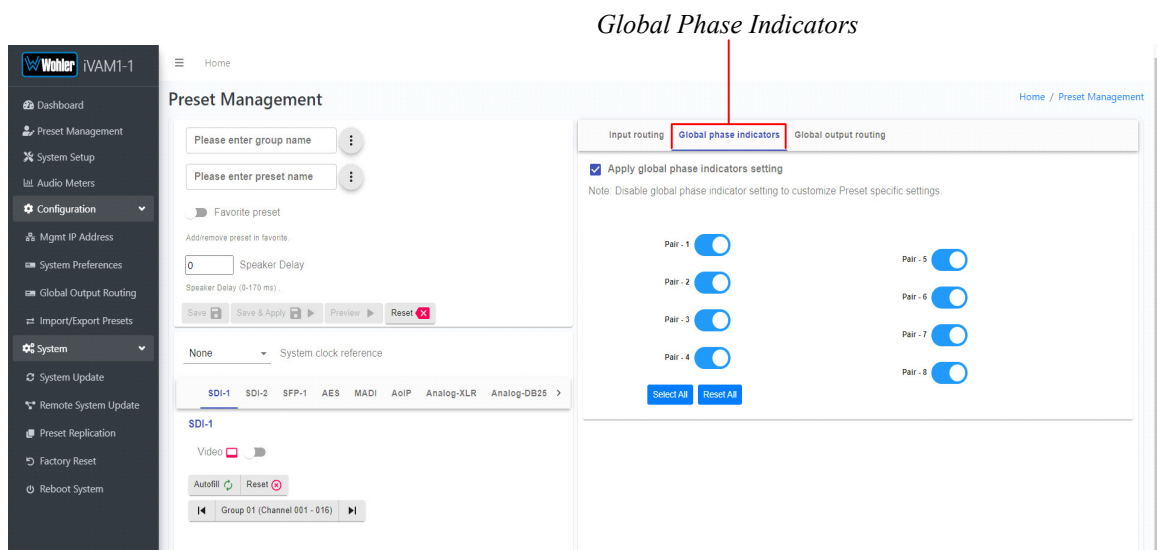 Global Phase Indicators
Wohler iVAM1-1
Home
Dashboard
Preset Management
System Setup
Audio Meters
Configuration
Mgmt IP Address
System Preferences
Global Output Routing
Import/Export Presets
System
System Update
Remote System Update
Preset Replication
Factory Reset
Reboot System
Preset Management
Home / Preset Management
Please enter group name
Please enter preset name
Favorite preset
Add/remove preset in favorite.
0 Speaker Delay
Speaker Delay (0-170 ms) .
Save Save & Apply Preview Reset
None System clock reference
SDI-1 SDI-2 SFP-1 AES MADI AoIP Analog-XLR Analog-DB25
SDI-1
Video
Autofill Reset
Group 01 (Channel 001 - 016)
Input routing Global phase indicators Global output routing
Apply global phase indicators setting
Note: Disable global phase indicator setting to customize Preset specific settings.
Pair - 1
Pair - 2
Pair - 3
Pair - 4
Pair - 5
Pair - 6
Pair - 7
Pair - 8
Select All Reset All